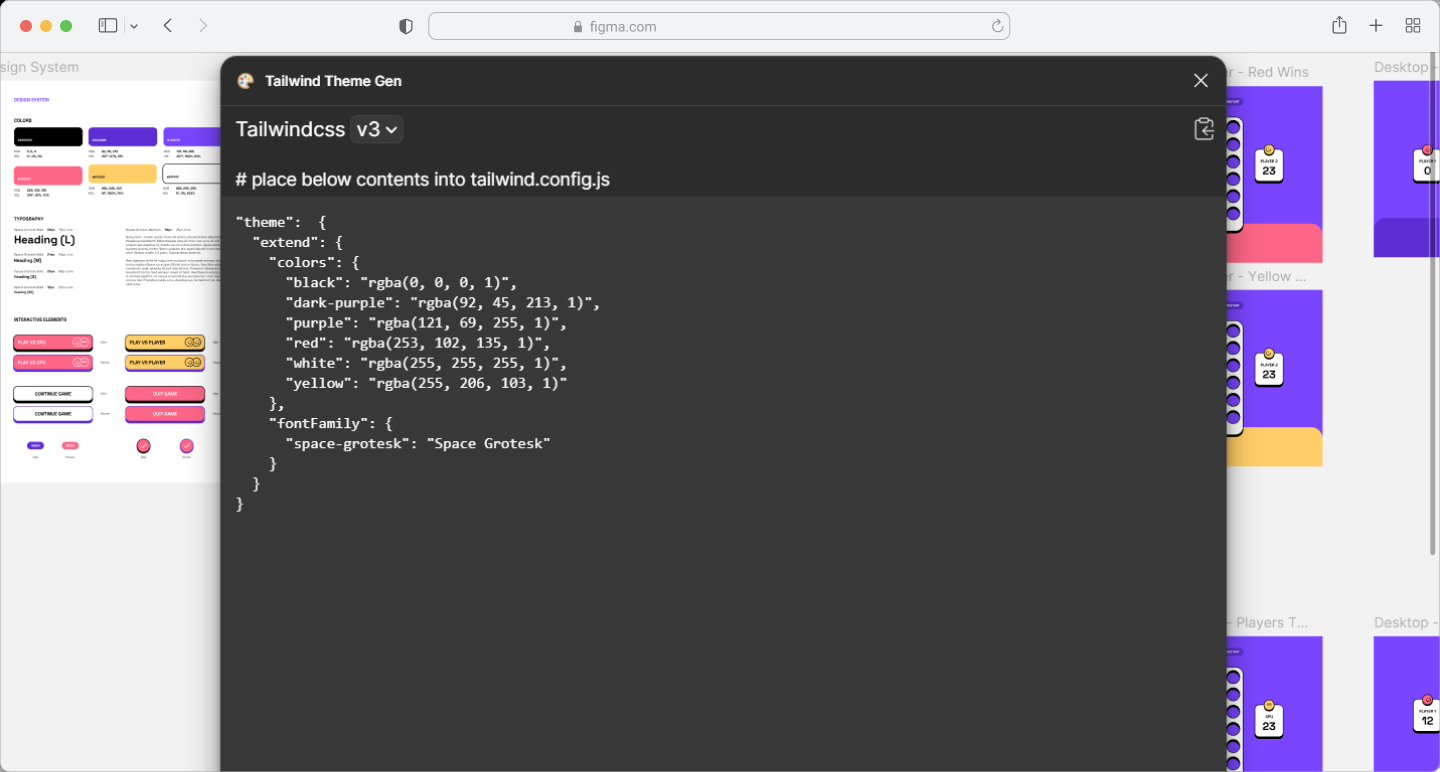 figma.com
sign System
Tailwind Theme Gen
r - Red Wins
Desktop -
Tailwindcss v3
# place below contents into tailwind.config.js
"theme":  {
  "extend": {
    "colors": {
      "black": "rgba(0, 0, 0, 1)",
      "dark-purple": "rgba(92, 45, 213, 1)",
      "purple": "rgba(121, 69, 255, 1)",
      "red": "rgba(253, 102, 135, 1)",
      "white": "rgba(255, 255, 255, 1)",
      "yellow": "rgba(255, 206, 103, 1)"
    },
    "fontFamily": {
      "space-grotesk": "Space Grotesk"
    }
  }
}
DESIGN SYSTEM
COLORS
TYPOGRAPHY
Heading (L)
Heading (M)
Heading (S)
Heading (XS)
INTERACTIVE ELEMENTS
PLAY VS CPU
PLAY VS PLAYER
PLAY VS CPU
PLAY VS PLAYER
CONTINUE GAME
QUIT GAME
CONTINUE GAME
QUIT GAME
PLAYER 2
23
PLAYER 1
0
r - Yellow ...
PLAYER 2
23
- Players T...
Desktop -
CPU
23
PLAYER 1
12